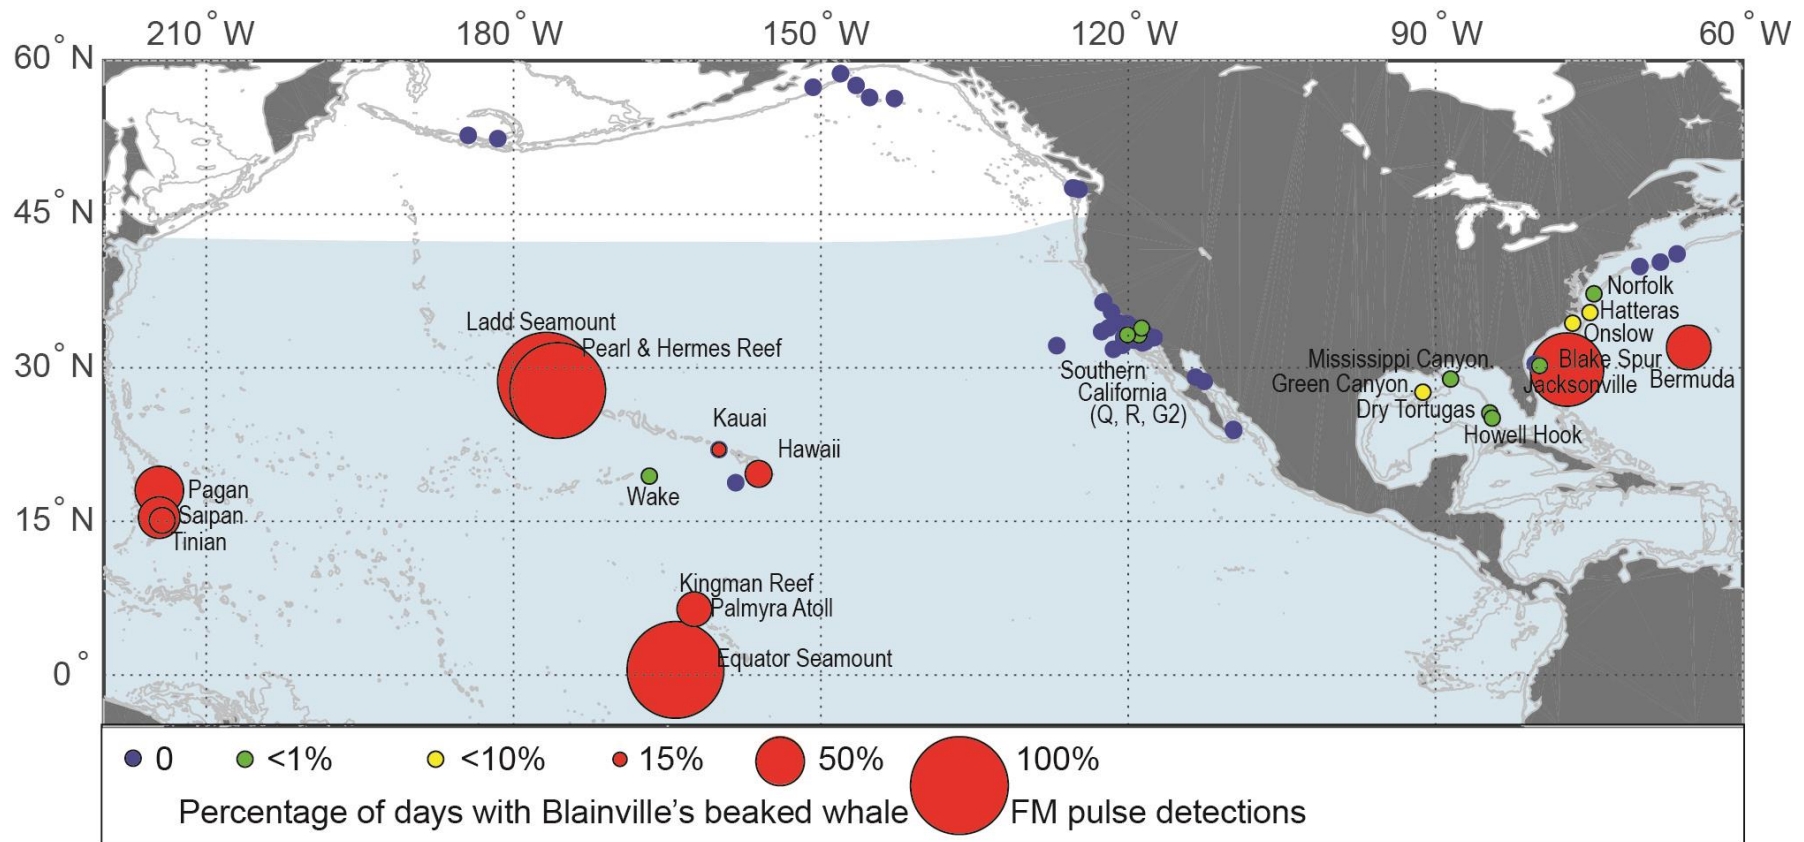 210°W 180°W 150°W 120°W 90°W 60°W
60°N
45°N
30°N
15°N
0°
Ladd Seamount
Pearl & Hermes Reef
Kauai
Hawaii
Wake
Pagan
Saipan
Tinian
Kingman Reef
Palmyra Atoll
Equator Seamount
Southern
California
(Q, R, G2)
Norfolk
Hatteras
Onslow
Mississippi Canyon
Blake Spur
Green Canyon
Jacksonville
Bermuda
Dry Tortugas
Howell Hook
0 <1% <10% 15% 50% 100%
Percentage of days with Blainville's beaked whale FM pulse detections